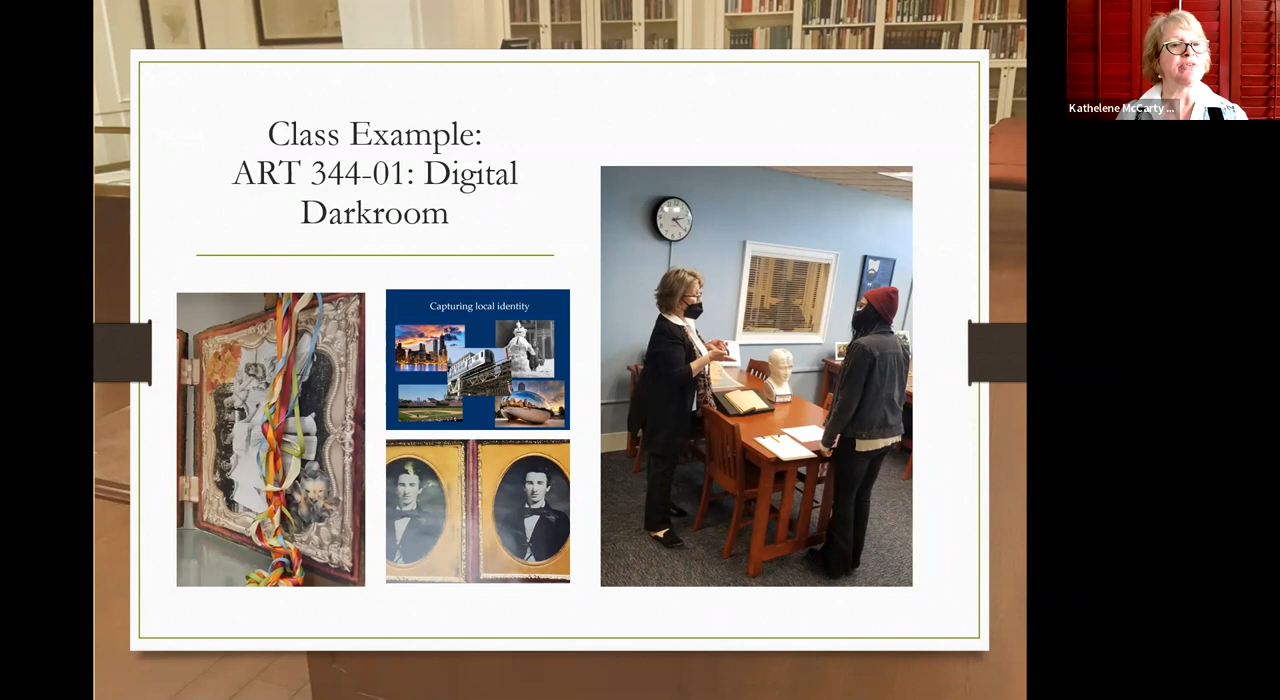 Class Example:
ART 344-01: Digital
Darkroom
Capturing local identity
Kathelene McCarty ...